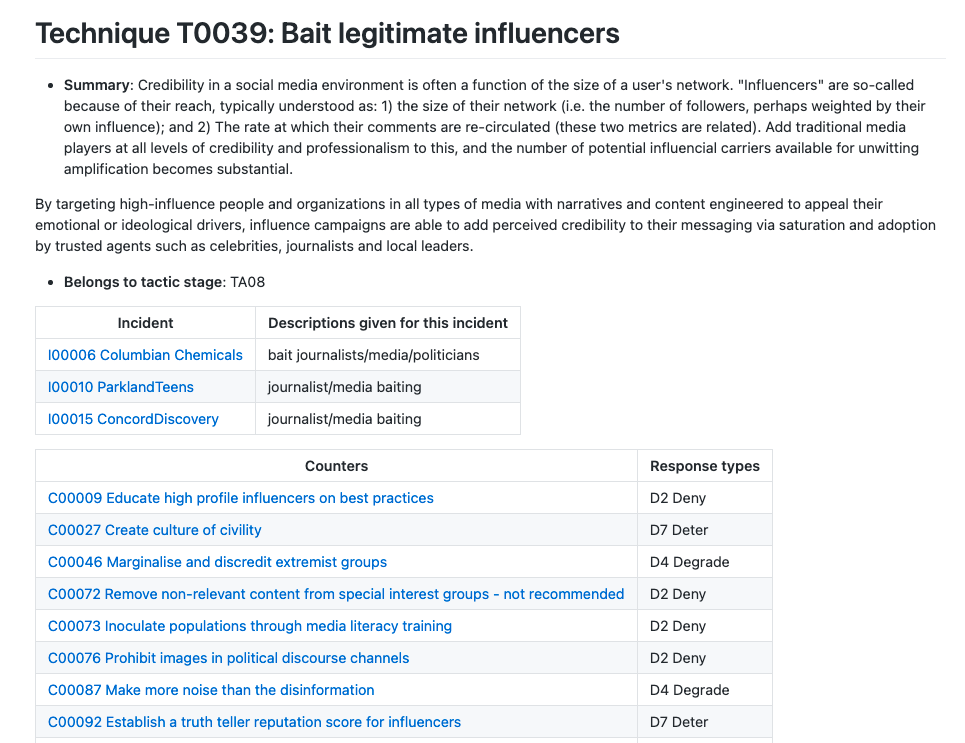 Technique T0039: Bait legitimate influencers
• Summary: Credibility in a social media environment is often a function of the size of a user's network. "Influencers" are so-called
because of their reach, typically understood as: 1) the size of their network (i.e. the number of followers, perhaps weighted by their
own influence); and 2) The rate at which their comments are re-circulated (these two metrics are related). Add traditional media
players at all levels of credibility and professionalism to this, and the number of potential influencial carriers available for unwitting
amplification becomes substantial.
By targeting high-influence people and organizations in all types of media with narratives and content engineered to appeal their
emotional or ideological drivers, influence campaigns are able to add perceived credibility to their messaging via saturation and adoption
by trusted agents such as celebrities, journalists and local leaders.
• Belongs to tactic stage: TA08
Incident Descriptions given for this incident
I00006 Columbian Chemicals bait journalists/media/politicians
I00010 ParklandTeens journalist/media baiting
I00015 ConcordDiscovery journalist/media baiting
Counters Response types
C00009 Educate high profile influencers on best practices D2 Deny
C00027 Create culture of civility D7 Deter
C00046 Marginalise and discredit extremist groups D4 Degrade
C00072 Remove non-relevant content from special interest groups - not recommended D2 Deny
C00073 Inoculate populations through media literacy training D2 Deny
C00076 Prohibit images in political discourse channels D2 Deny
C00087 Make more noise than the disinformation D4 Degrade
C00092 Establish a truth teller reputation score for influencers D7 Deter